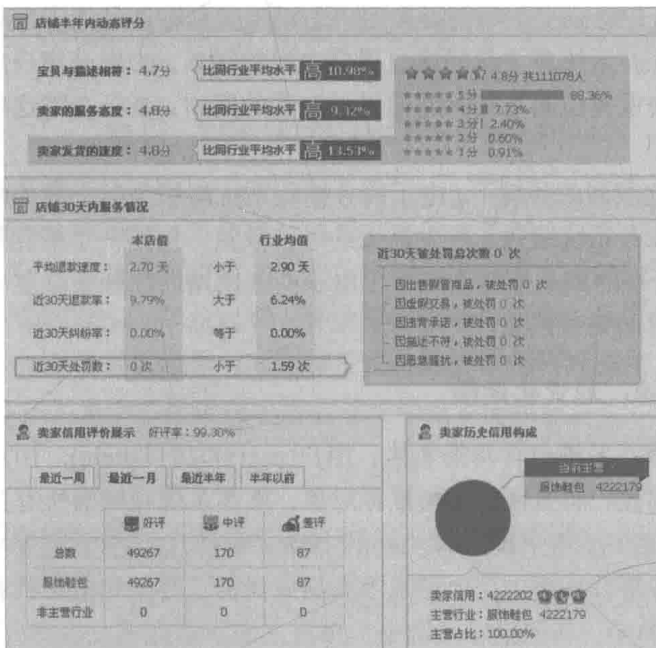 店铺半年内动态评分
宝贝与描述相符：4.7分 比同行业平均水平 高 10.98%
卖家的服务态度：4.8分 比同行业平均水平 高 9.32%
卖家发货的速度：4.8分 比同行业平均水平 高 13.53%
4.8分 共111078人
5分 88.36%
4分 7.73%
3分 2.40%
2分 0.60%
1分 0.91%
店铺30天内服务情况
本店值 行业均值
平均退款速度： 2.70 天 小于 2.90 天
近30天退款率： 9.79% 大于 6.24%
近30天纠纷率： 0.00% 等于 0.00%
近30天处罚数： 0 次 小于 1.59 次
近30天被处罚总次数 0 次
因出售假冒商品，被处罚 0 次
因虚假交易，被处罚 0 次
因违背承诺，被处罚 0 次
因描述不符，被处罚 0 次
因恶意骚扰，被处罚 0 次
卖家信用评价展示 好评率：99.30%
最近一周 最近一月 最近半年 半年以前
好评 中评 差评
总数 49267 170 87
服饰鞋包 49267 170 87
非主营行业 0 0 0
卖家历史信用构成
当前主营
服饰鞋包 4222179
卖家信用：4222202
主营行业：服饰鞋包 4222179
主营占比：100.00%